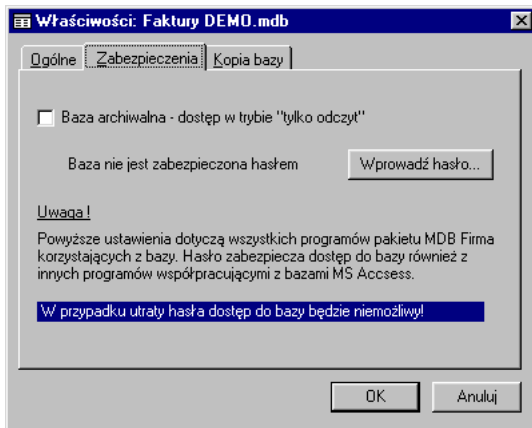 Właściwości: Faktury DEMO.mdb
Ogólne Zabezpieczenia Kopia bazy
Baza archiwalna - dostęp w trybie "tylko odczyt"
Baza nie jest zabezpieczona hasłem Wprowadź hasło...
Uwaga !
Powyższe ustawienia dotyczą wszystkich programów pakietu MDB Firma
korzystających z bazy. Hasło zabezpiecza dostęp do bazy również z
innych programów współpracującymi z bazami MS Accsess.
W przypadku utraty hasła dostęp do bazy będzie niemożliwy!
OK Anuluj